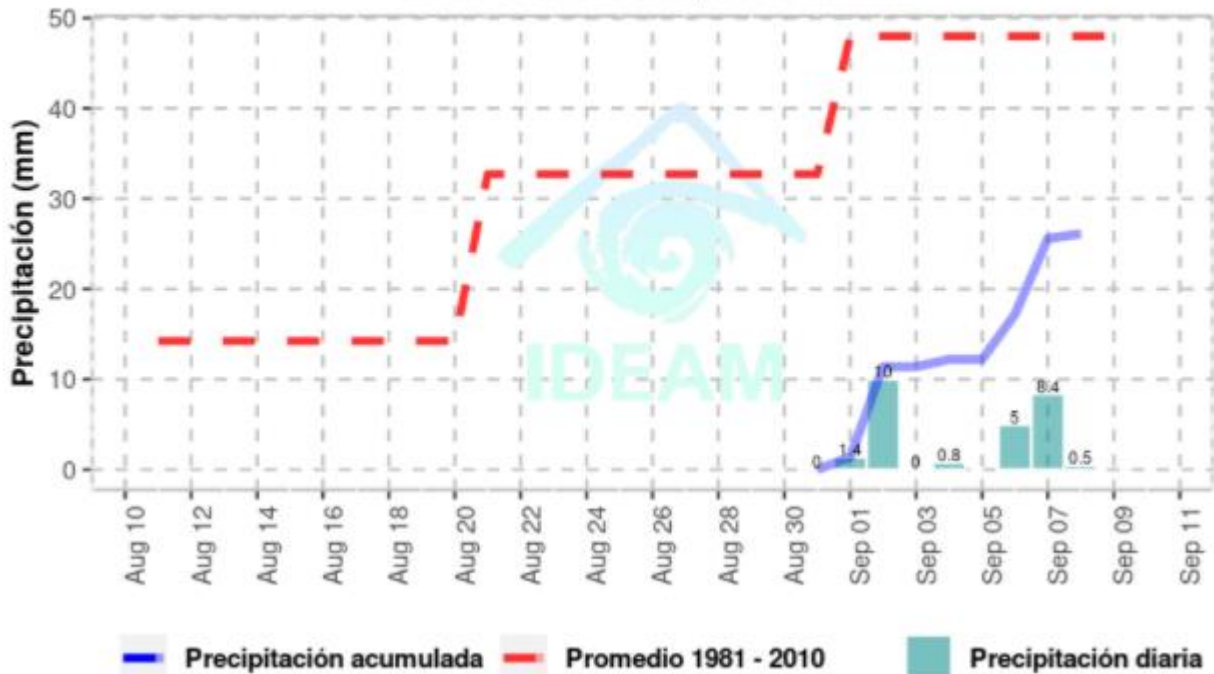 50
40
30
20
10
0
Precipitación (mm)
IDEAM
0
1.4
10
0
0.8
5
8.4
0.5
Aug 10
Aug 12
Aug 14
Aug 16
Aug 18
Aug 20
Aug 22
Aug 24
Aug 26
Aug 28
Aug 30
Sep 01
Sep 03
Sep 05
Sep 07
Sep 09
Sep 11
Precipitación acumulada
Promedio 1981 - 2010
Precipitación diaria